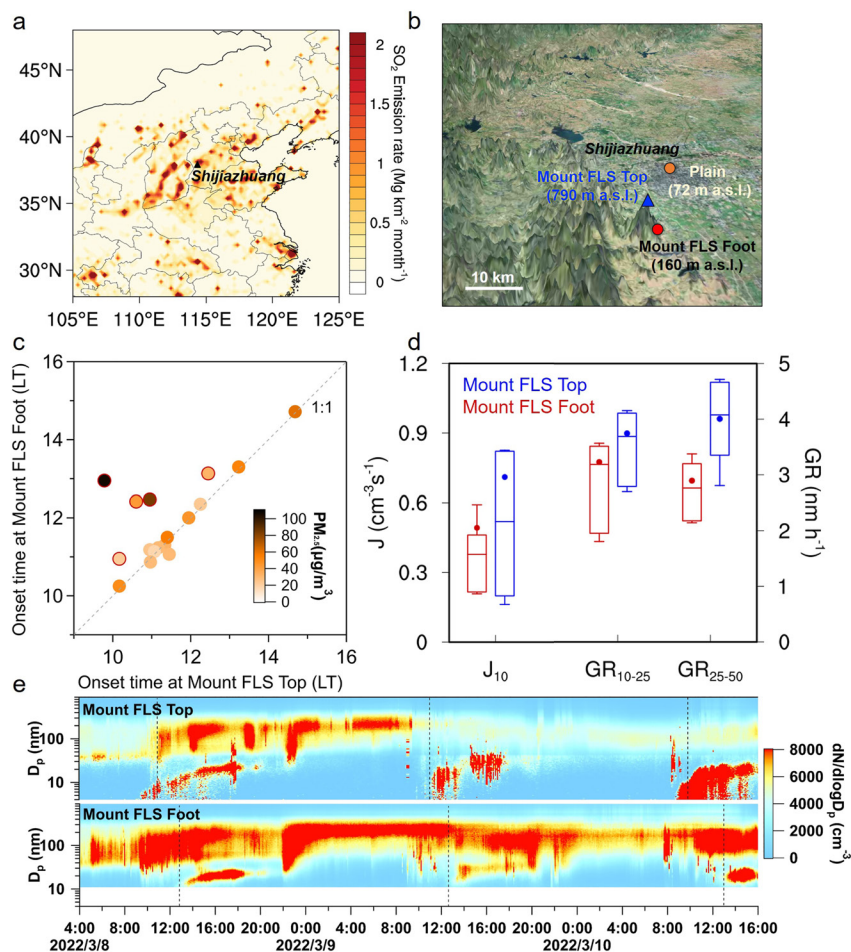 a
45°N
40°N
35°N
30°N
105°E 110°E 115°E 120°E 125°E
Shijiazhuang
2
1.5
1
0.5
0
SO₂ Emission rate (Mg km⁻² month⁻¹)
b
Shijiazhuang
Mount FLS Top
(790 m a.s.l.)
Plain
(72 m a.s.l.)
Mount FLS Foot
(160 m a.s.l.)
10 km
c
Onset time at Mount FLS Foot (LT)
16
14
12
10
1:1
100
80
60
40
20
0
PM₂.₅(μg/m³)
10 12 14 16
Onset time at Mount FLS Top (LT)
d
Mount FLS Top
Mount FLS Foot
J (cm⁻³s⁻¹)
1.2
0.9
0.6
0.3
0
5
4
3
2
1
0
GR (nm h⁻¹)
J₁₀ GR₁₀₋₂₅ GR₂₅₋₅₀
e
Mount FLS Top
Dₚ (nm)
100
10
Mount FLS Foot
Dₚ (nm)
100
10
8000
6000
4000
2000
0
dN/dlogDₚ (cm⁻³)
4:00 8:00 12:00 16:00 20:00 0:00 4:00 8:00 12:00 16:00 20:00 0:00 4:00 8:00 12:00 16:00
2022/3/8 2022/3/9 2022/3/10